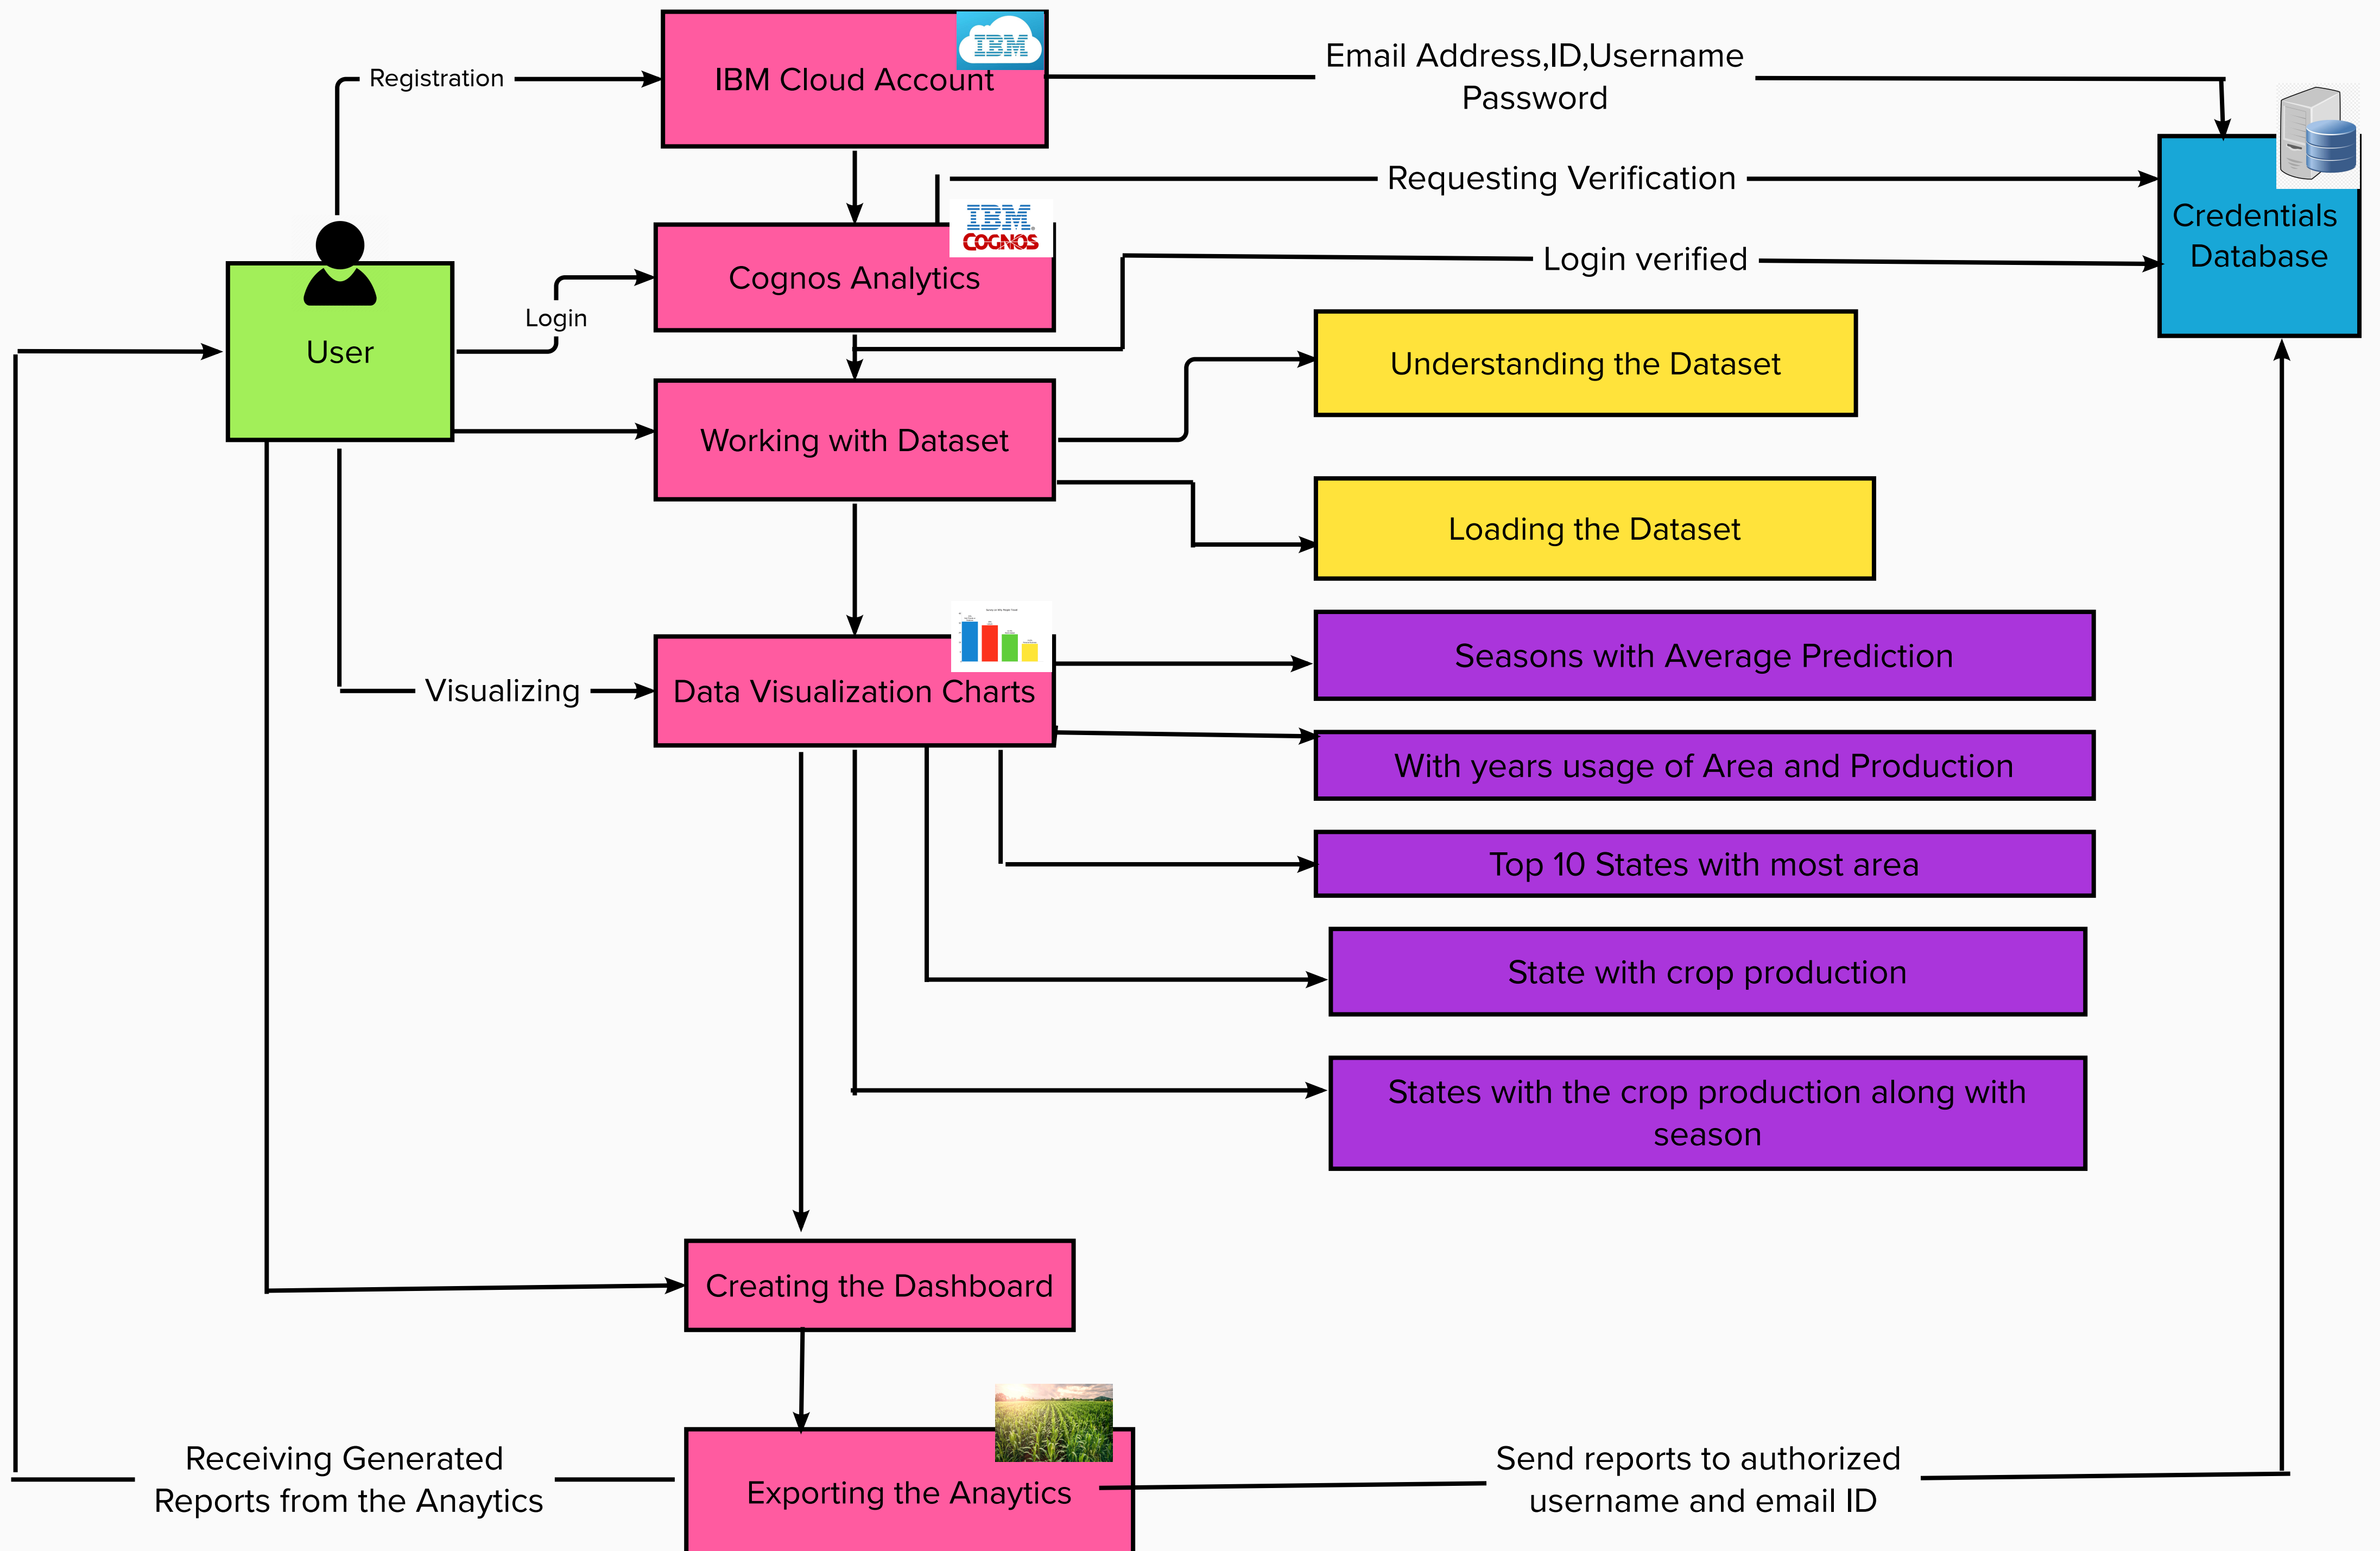 IBM
IBM Cloud Account
Registration
Email Address,ID,Username
Password
Requesting Verification
IBM
COGNOS
Cognos Analytics
Login verified
Credentials
Database
Login
User
Understanding the Dataset
Working with Dataset
Loading the Dataset
Seasons with Average Prediction
Data Visualization Charts
Visualizing
With years usage of Area and Production
Top 10 States with most area
State with crop production
States with the crop production along with
season
Creating the Dashboard
Receiving Generated
Reports from the Anaytics
Exporting the Anaytics
Send reports to authorized
username and email ID